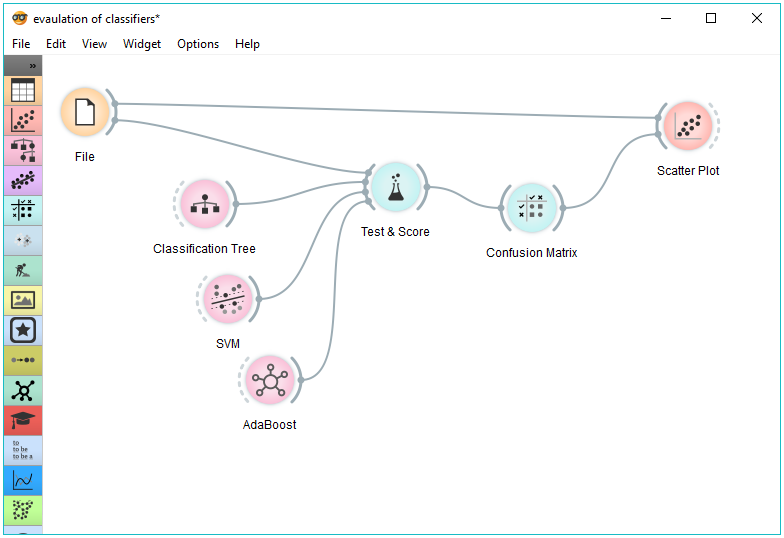 evaulation of classifiers*
File Edit View Widget Options Help
»
File
Scatter Plot
Test & Score
Classification Tree
Confusion Matrix
SVM
AdaBoost
to
to be
to be a